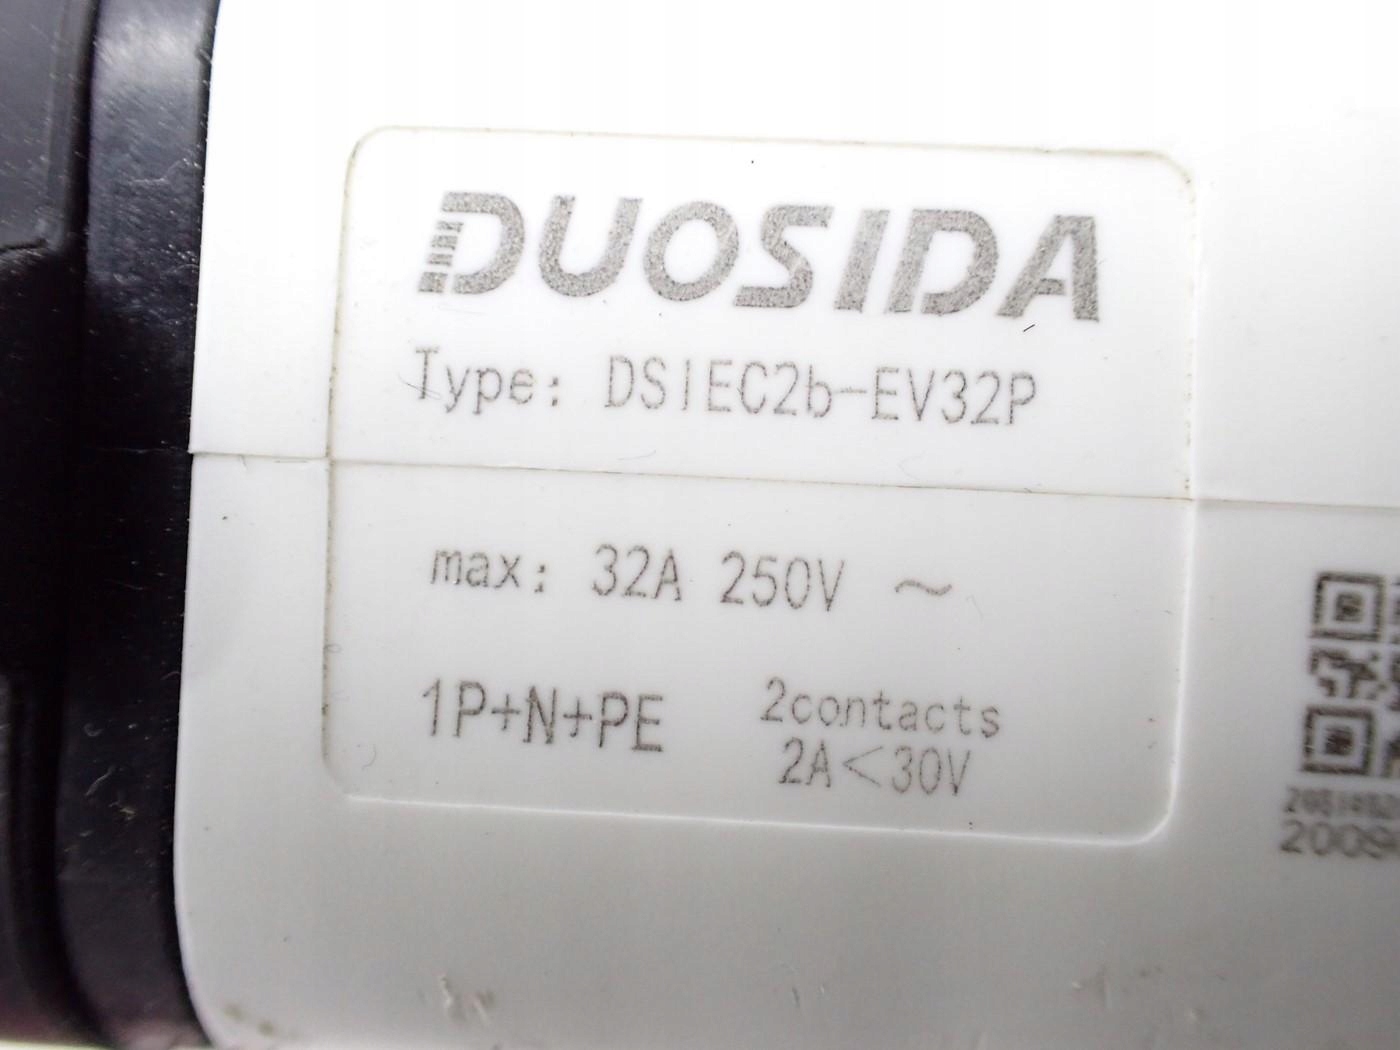 DUOSIDA
Type: DSIEC2b-EV32P
max: 32A 250V ~
1P+N+PE
2contacts
2A<30V